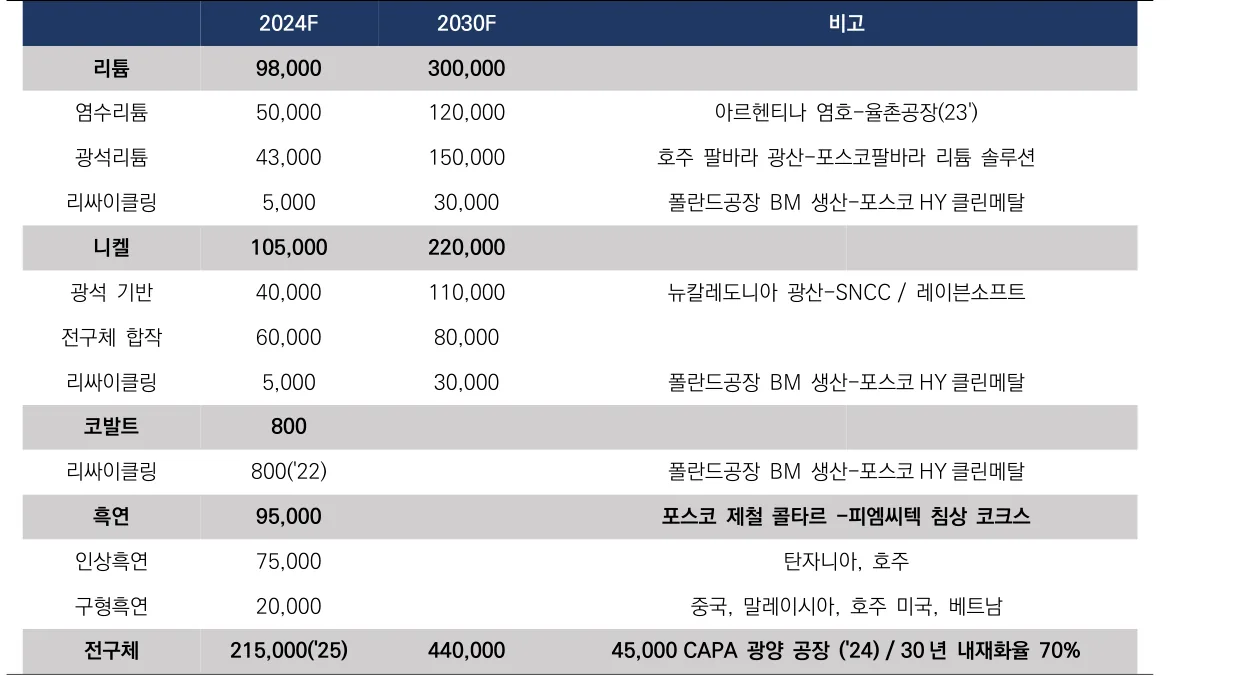 2024F 2030F 비고
리튬 98,000 300,000
염수리튬 50,000 120,000 아르헨티나 염호-율촌공장(23')
광석리튬 43,000 150,000 호주 팔바라 광산-포스코팔바라 리튬 솔루션
리싸이클링 5,000 30,000 폴란드공장 BM 생산-포스코HY클린메탈
니켈 105,000 220,000
광석 기반 40,000 110,000 뉴칼레도니아 광산-SNCC / 레이븐소프트
전구체 합작 60,000 80,000
리싸이클링 5,000 30,000 폴란드공장 BM 생산-포스코HY클린메탈
코발트 800
리싸이클링 800('22) 폴란드공장 BM 생산-포스코HY클린메탈
흑연 95,000 포스코 제철 콜타르 -피엠씨텍 침상 코크스
인상흑연 75,000 탄자니아, 호주
구형흑연 20,000 중국, 말레이시아, 호주 미국, 베트남
전구체 215,000('25) 440,000 45,000 CAPA 광양 공장 ('24) / 30년 내재화율 70%